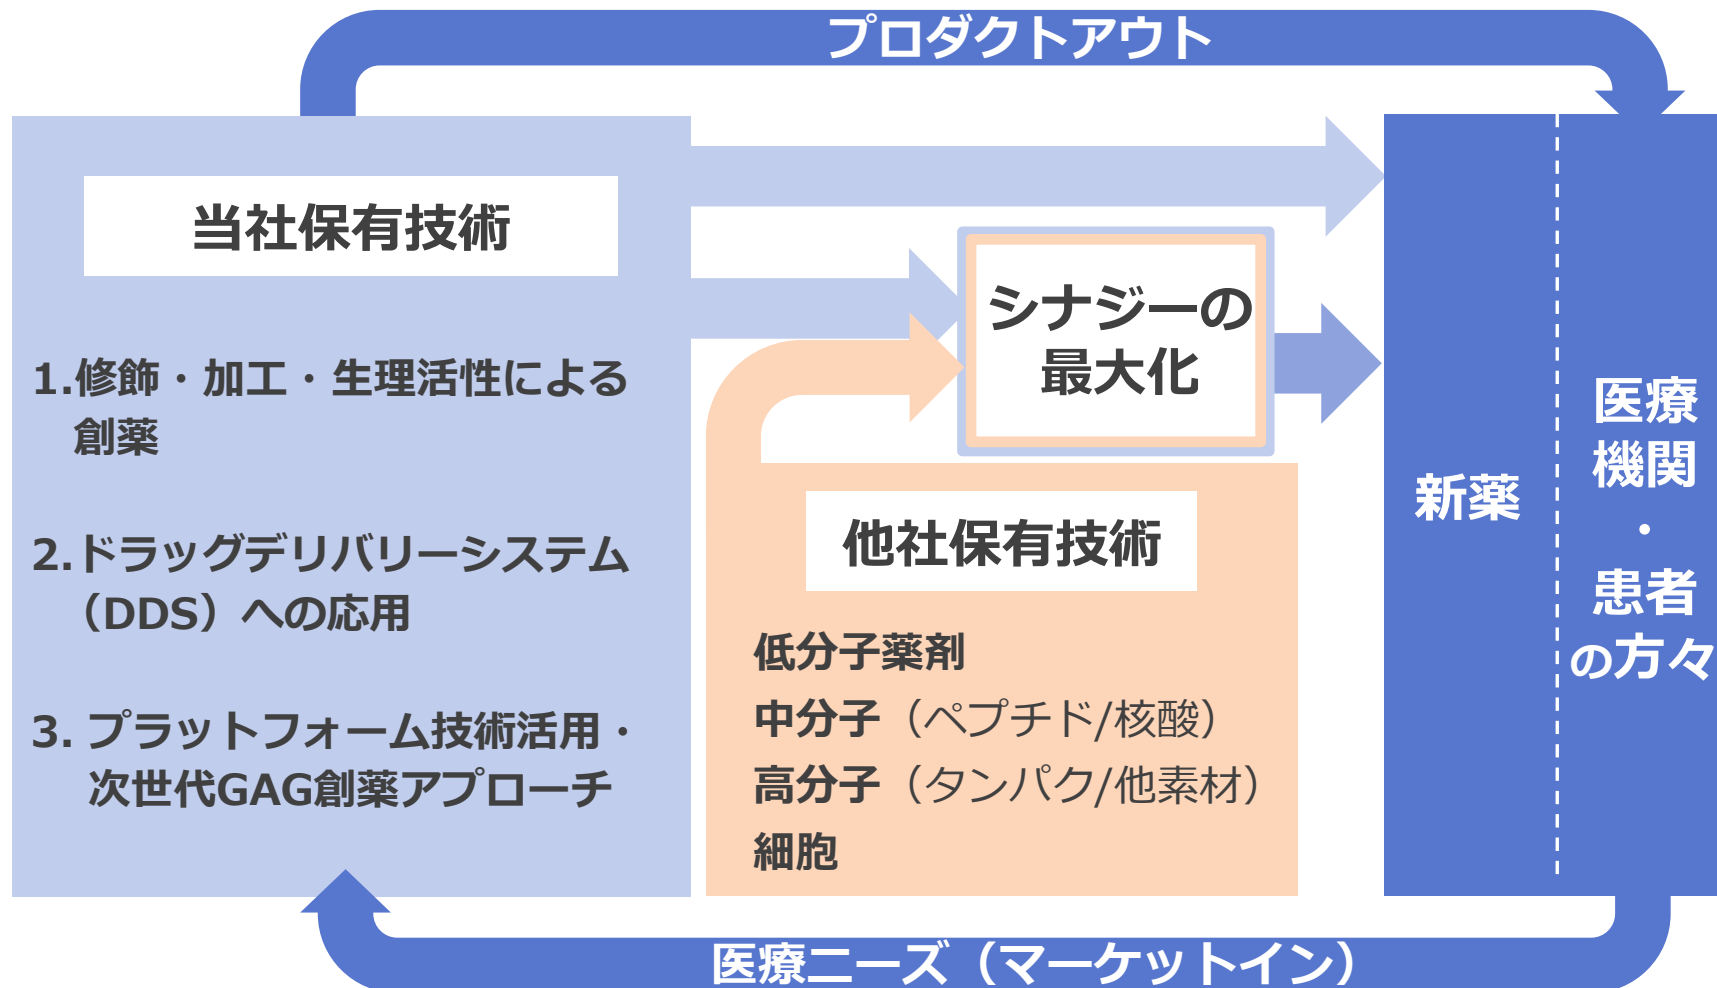 プロダクトアウト
当社保有技術
1.修飾・加工・生理活性による
創薬
2.ドラッグデリバリーシステム
（DDS）への応用
3. プラットフォーム技術活用・
次世代GAG創薬アプローチ
シナジーの
最大化
他社保有技術
低分子薬剤
中分子（ペプチド/核酸）
高分子（タンパク/他素材）
細胞
新薬
医療
機関
・
患者
の方々
医療ニーズ（マーケットイン）